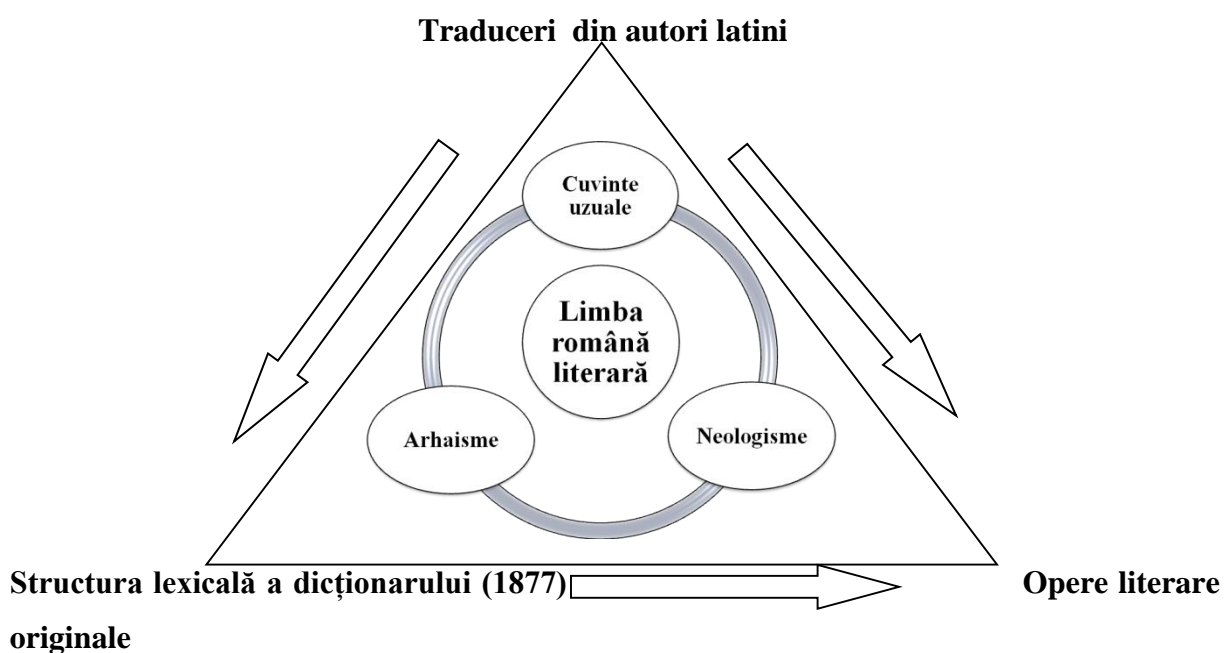 Traduceri din autori latini
Cuvinte
uzuale
Limba
română
literară
Arhaisme
Neologisme
Structura lexicală a dicționarului (1877)
Opere literare
originale